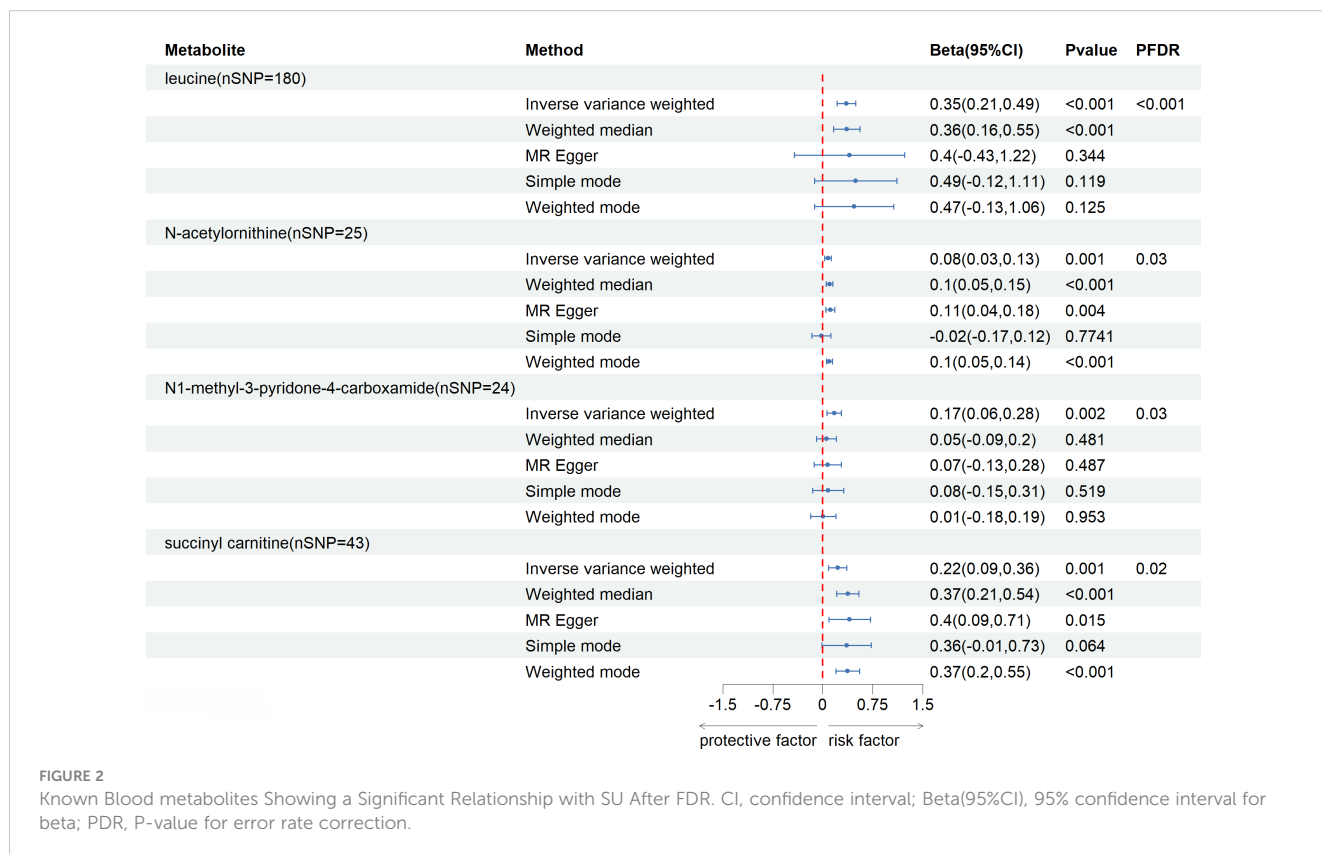 Metabolite Method Beta(95%CI) Pvalue PFDR
leucine(nSNP=180)
Inverse variance weighted 0.35(0.21,0.49) <0.001 <0.001
Weighted median 0.36(0.16,0.55) <0.001
MR Egger 0.4(-0.43,1.22) 0.344
Simple mode 0.49(-0.12,1.11) 0.119
Weighted mode 0.47(-0.13,1.06) 0.125
N-acetylornithine(nSNP=25)
Inverse variance weighted 0.08(0.03,0.13) 0.001 0.03
Weighted median 0.1(0.05,0.15) <0.001
MR Egger 0.11(0.04,0.18) 0.004
Simple mode -0.02(-0.17,0.12) 0.7741
Weighted mode 0.1(0.05,0.14) <0.001
N1-methyl-3-pyridone-4-carboxamide(nSNP=24)
Inverse variance weighted 0.17(0.06,0.28) 0.002 0.03
Weighted median 0.05(-0.09,0.2) 0.481
MR Egger 0.07(-0.13,0.28) 0.487
Simple mode 0.08(-0.15,0.31) 0.519
Weighted mode 0.01(-0.18,0.19) 0.953
succinyl carnitine(nSNP=43)
Inverse variance weighted 0.22(0.09,0.36) 0.001 0.02
Weighted median 0.37(0.21,0.54) <0.001
MR Egger 0.4(0.09,0.71) 0.015
Simple mode 0.36(-0.01,0.73) 0.064
Weighted mode 0.37(0.2,0.55) <0.001
-1.5 -0.75 0 0.75 1.5
protective factor risk factor
FIGURE 2
Known Blood metabolites Showing a Significant Relationship with SU After FDR. CI, confidence interval; Beta(95%CI), 95% confidence interval for
beta; PDR, P-value for error rate correction.